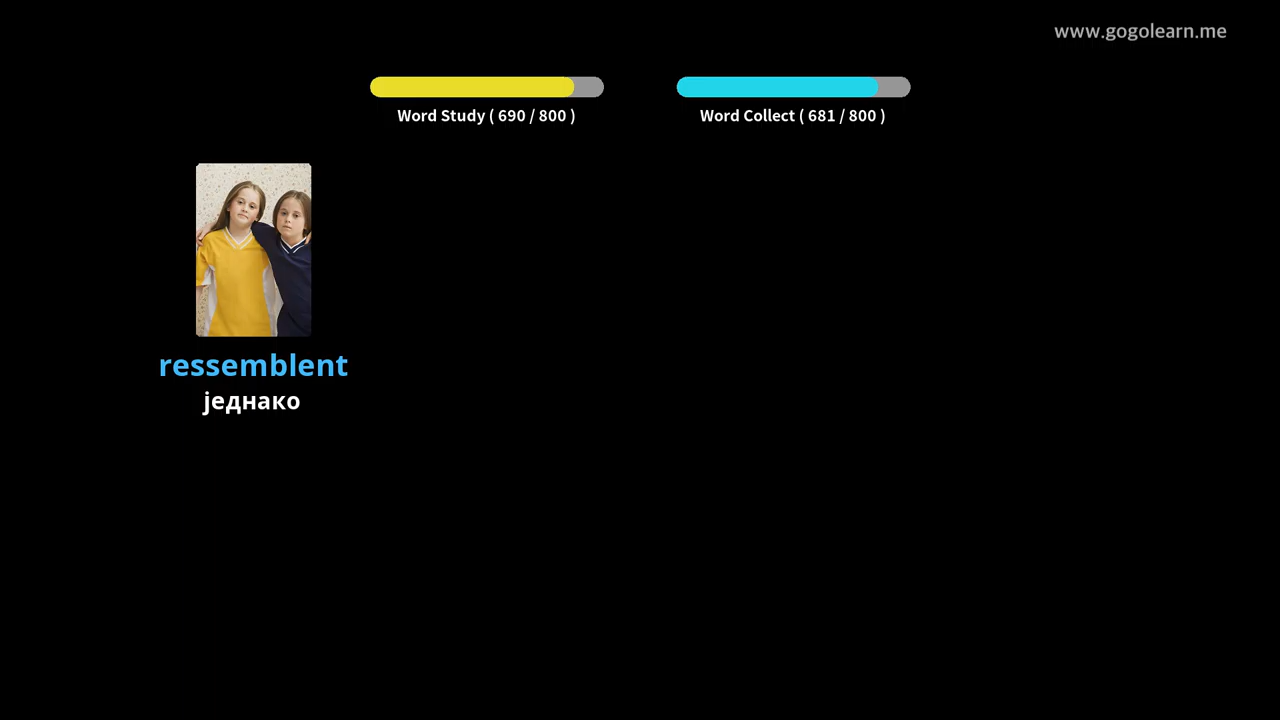 www.gogolearn.me
Word Study ( 690 / 800 )
Word Collect ( 681 / 800 )
ressemblent
једнако